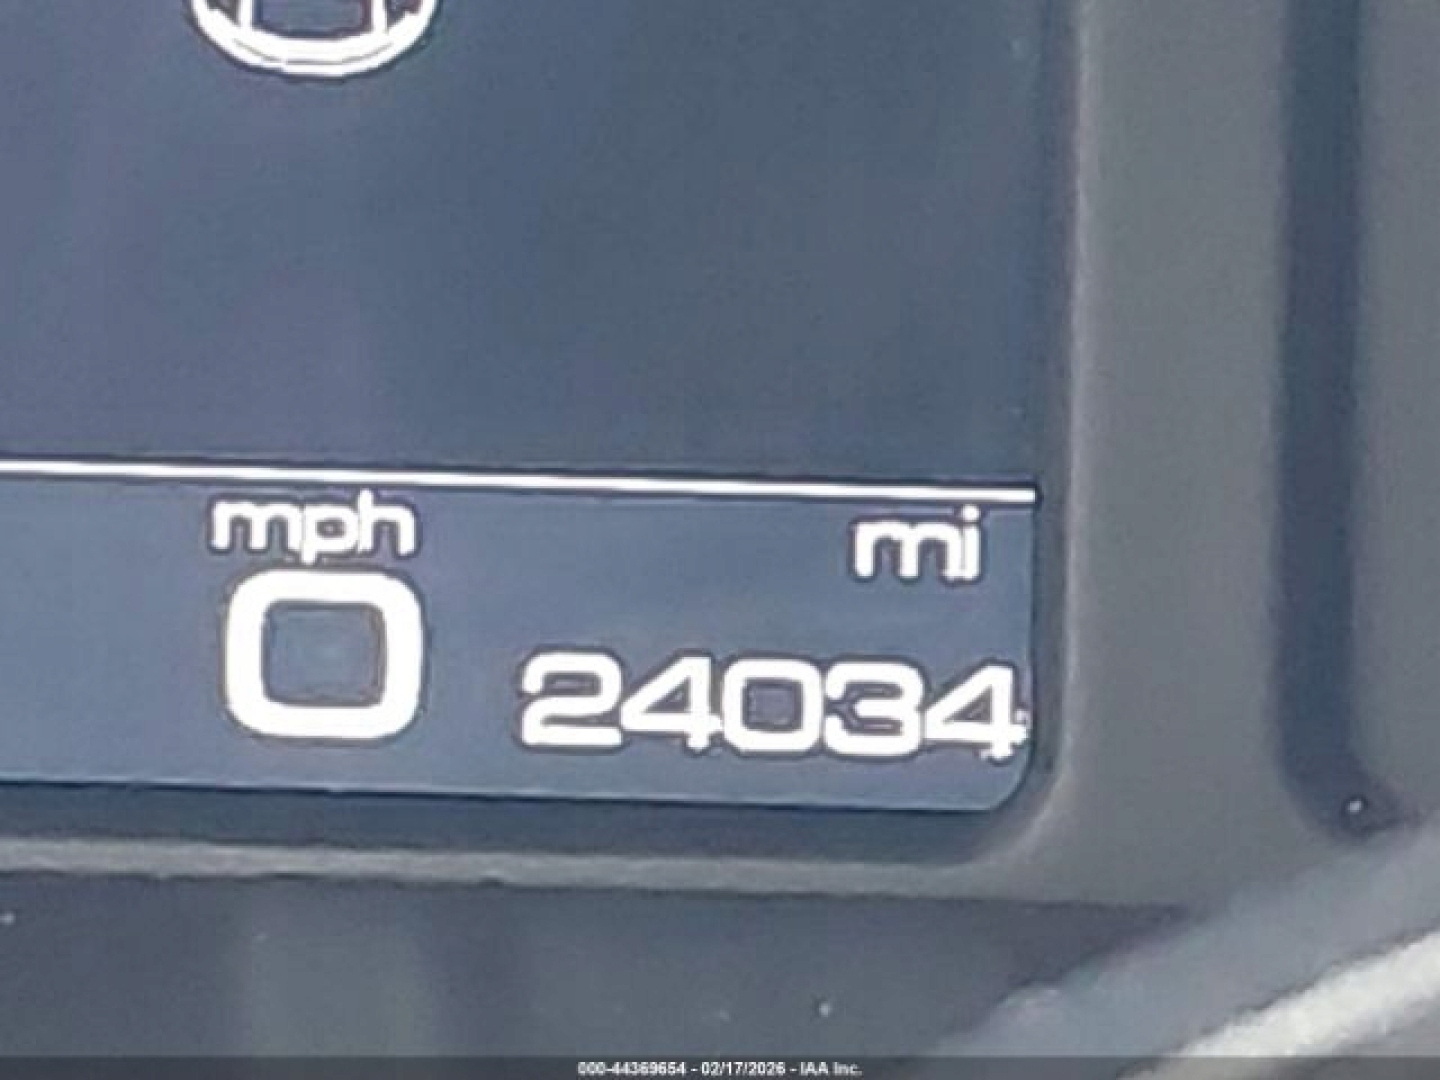 mph mi
0 24034
000-44369654 - 02/17/2026 - IAA Inc.